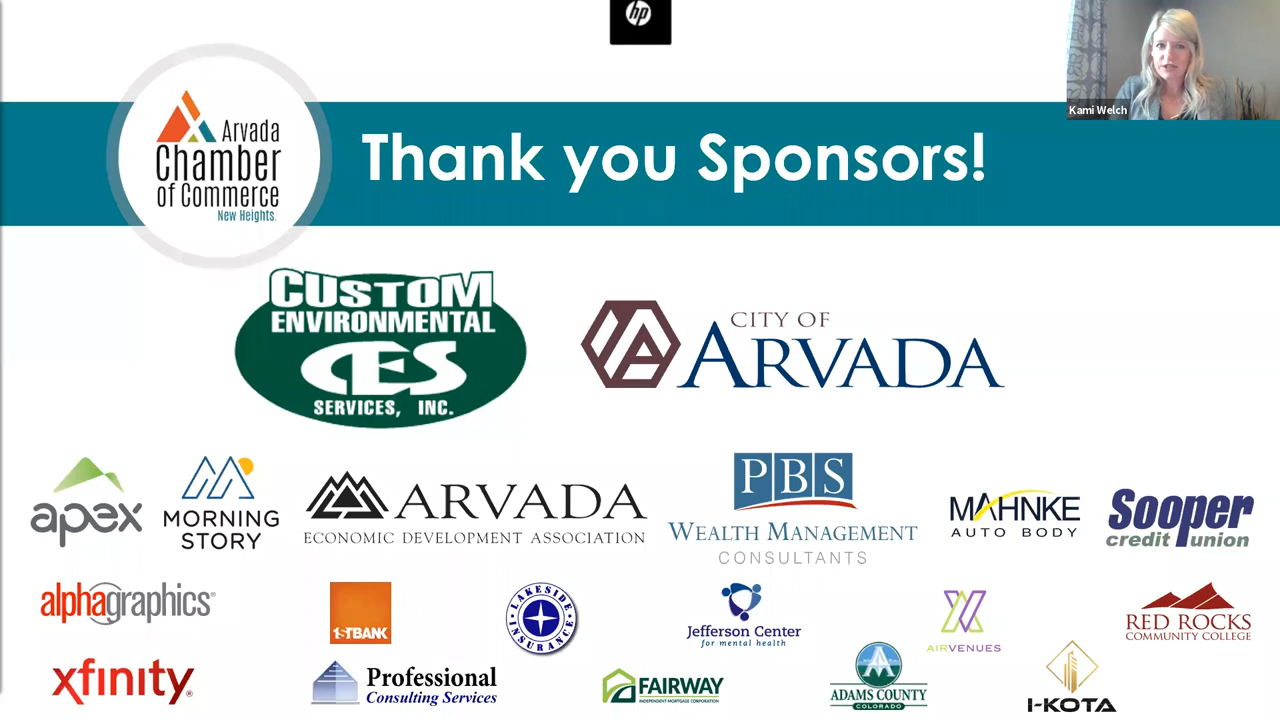 hp
Kami Welch
Arvada
Chamber
of Commerce
New Heights.
Thank you Sponsors!
CUSTOM
ENVIRONMENTAL
CES
SERVICES, INC.
CITY OF
ARVADA
apex
MORNING
STORY
ARVADA
ECONOMIC DEVELOPMENT ASSOCIATION
PBS
WEALTH MANAGEMENT
CONSULTANTS
MAHNKE
AUTO BODY
Sooper
credit union
alphagraphics®
1STBANK
LAKESIDE
INSURANCE
Jefferson Center
for mental health
AIRVENUES
RED ROCKS
COMMUNITY COLLEGE
xfinity®
Professional
Consulting Services
FAIRWAY
INDEPENDENT MORTGAGE CORPORATION
ADAMS COUNTY
COLORADO
I-KOTA